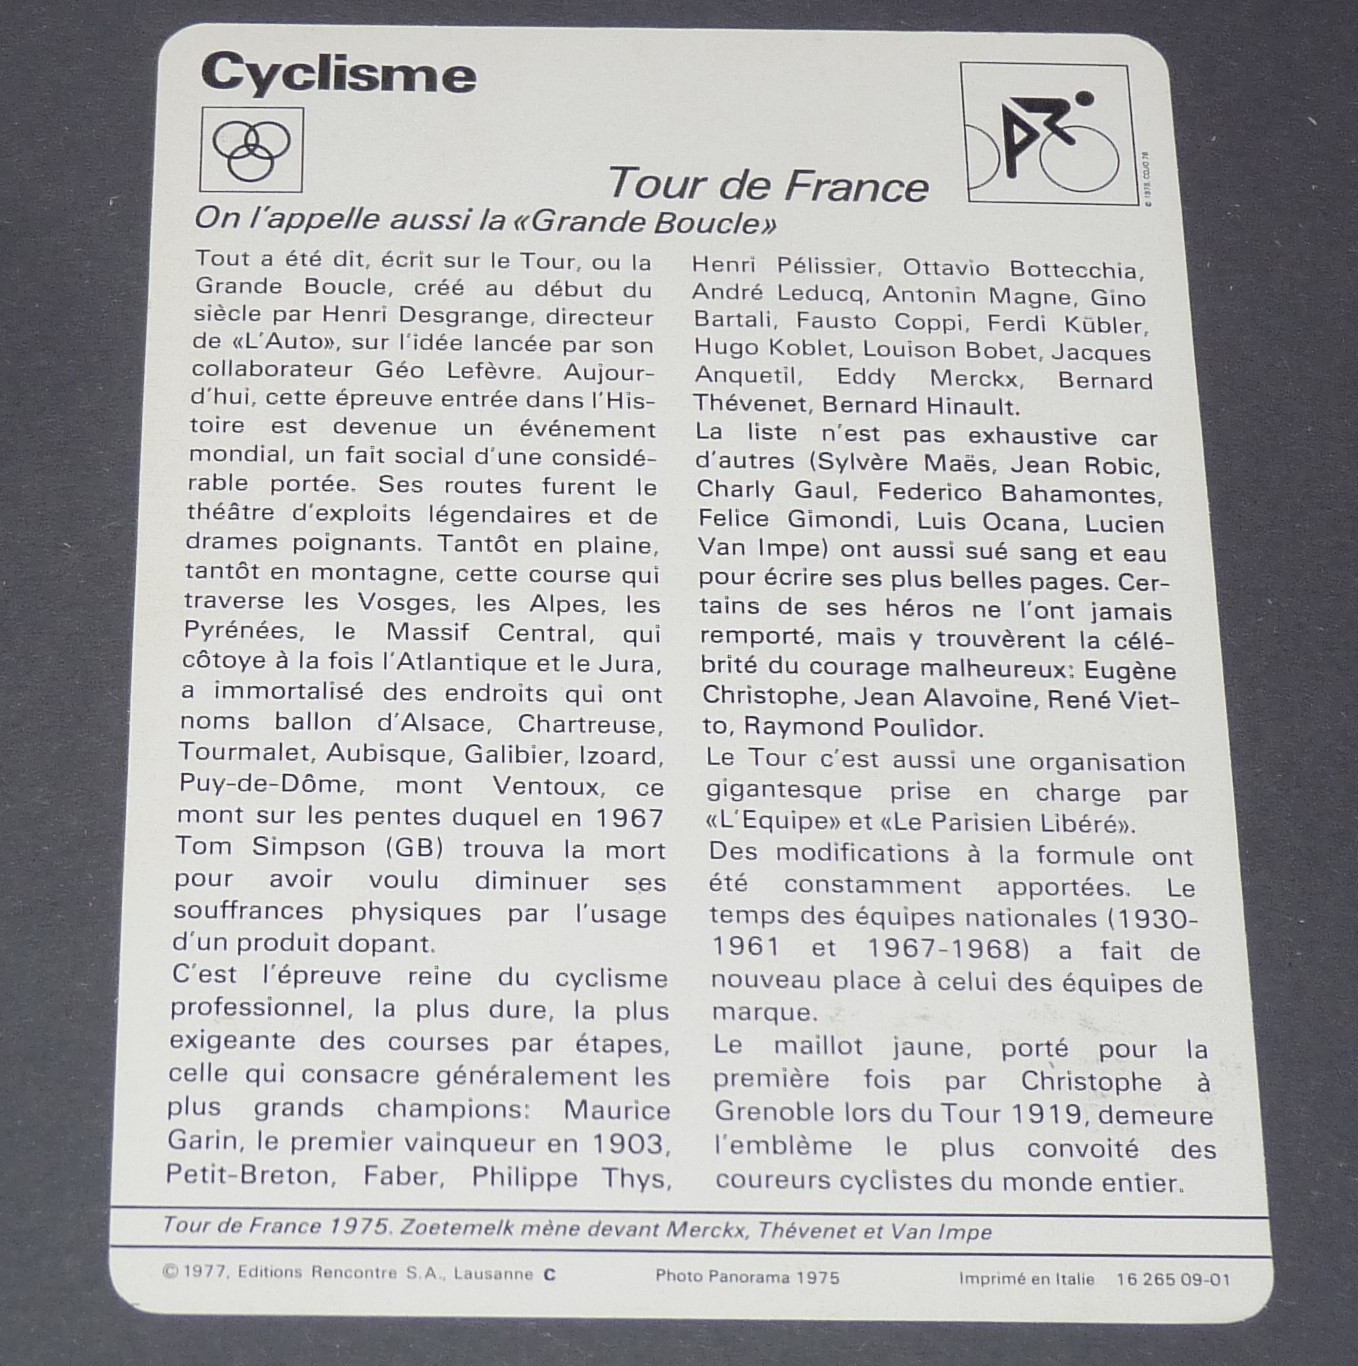 Cyclisme
© 1978, COJO 76
Tour de France
On l'appelle aussi la «Grande Boucle»
Tout a été dit, écrit sur le Tour, ou la
Grande Boucle, créé au début du
siècle par Henri Desgrange, directeur
de «L'Auto», sur l'idée lancée par son
collaborateur Géo Lefèvre. Aujour-
d'hui, cette épreuve entrée dans l'His-
toire est devenue un événement
mondial, un fait social d'une considé-
rable portée. Ses routes furent le
théâtre d'exploits légendaires et de
drames poignants. Tantôt en plaine,
tantôt en montagne, cette course qui
traverse les Vosges, les Alpes, les
Pyrénées, le Massif Central, qui
côtoye à la fois l'Atlantique et le Jura,
a immortalisé des endroits qui ont
noms ballon d'Alsace, Chartreuse,
Tourmalet, Aubisque, Galibier, Izoard,
Puy-de-Dôme, mont Ventoux, ce
mont sur les pentes duquel en 1967
Tom Simpson (GB) trouva la mort
pour avoir voulu diminuer ses
souffrances physiques par l'usage
d'un produit dopant.
C'est l'épreuve reine du cyclisme
professionnel, la plus dure, la plus
exigeante des courses par étapes,
celle qui consacre généralement les
plus grands champions: Maurice
Garin, le premier vainqueur en 1903,
Petit-Breton, Faber, Philippe Thys,
Henri Pélissier, Ottavio Bottecchia,
André Leducq, Antonin Magne, Gino
Bartali, Fausto Coppi, Ferdi Kübler,
Hugo Koblet, Louison Bobet, Jacques
Anquetil, Eddy Merckx, Bernard
Thévenet, Bernard Hinault.
La liste n'est pas exhaustive car
d'autres (Sylvère Maës, Jean Robic,
Charly Gaul, Federico Bahamontes,
Felice Gimondi, Luis Ocana, Lucien
Van Impe) ont aussi sué sang et eau
pour écrire ses plus belles pages. Cer-
tains de ses héros ne l'ont jamais
remporté, mais y trouvèrent la célé-
brité du courage malheureux: Eugène
Christophe, Jean Alavoine, René Viet-
to, Raymond Poulidor.
Le Tour c'est aussi une organisation
gigantesque prise en charge par
«L'Equipe» et «Le Parisien Libéré».
Des modifications à la formule ont
été constamment apportées. Le
temps des équipes nationales (1930-
1961 et 1967-1968) a fait de
nouveau place à celui des équipes de
marque.
Le maillot jaune, porté pour la
première fois par Christophe à
Grenoble lors du Tour 1919, demeure
l'emblème le plus convoité des
coureurs cyclistes du monde entier.
Tour de France 1975. Zoetemelk mène devant Merckx, Thévenet et Van Impe
© 1977, Editions Rencontre S.A., Lausanne C Photo Panorama 1975 Imprimé en Italie 16 265 09-01